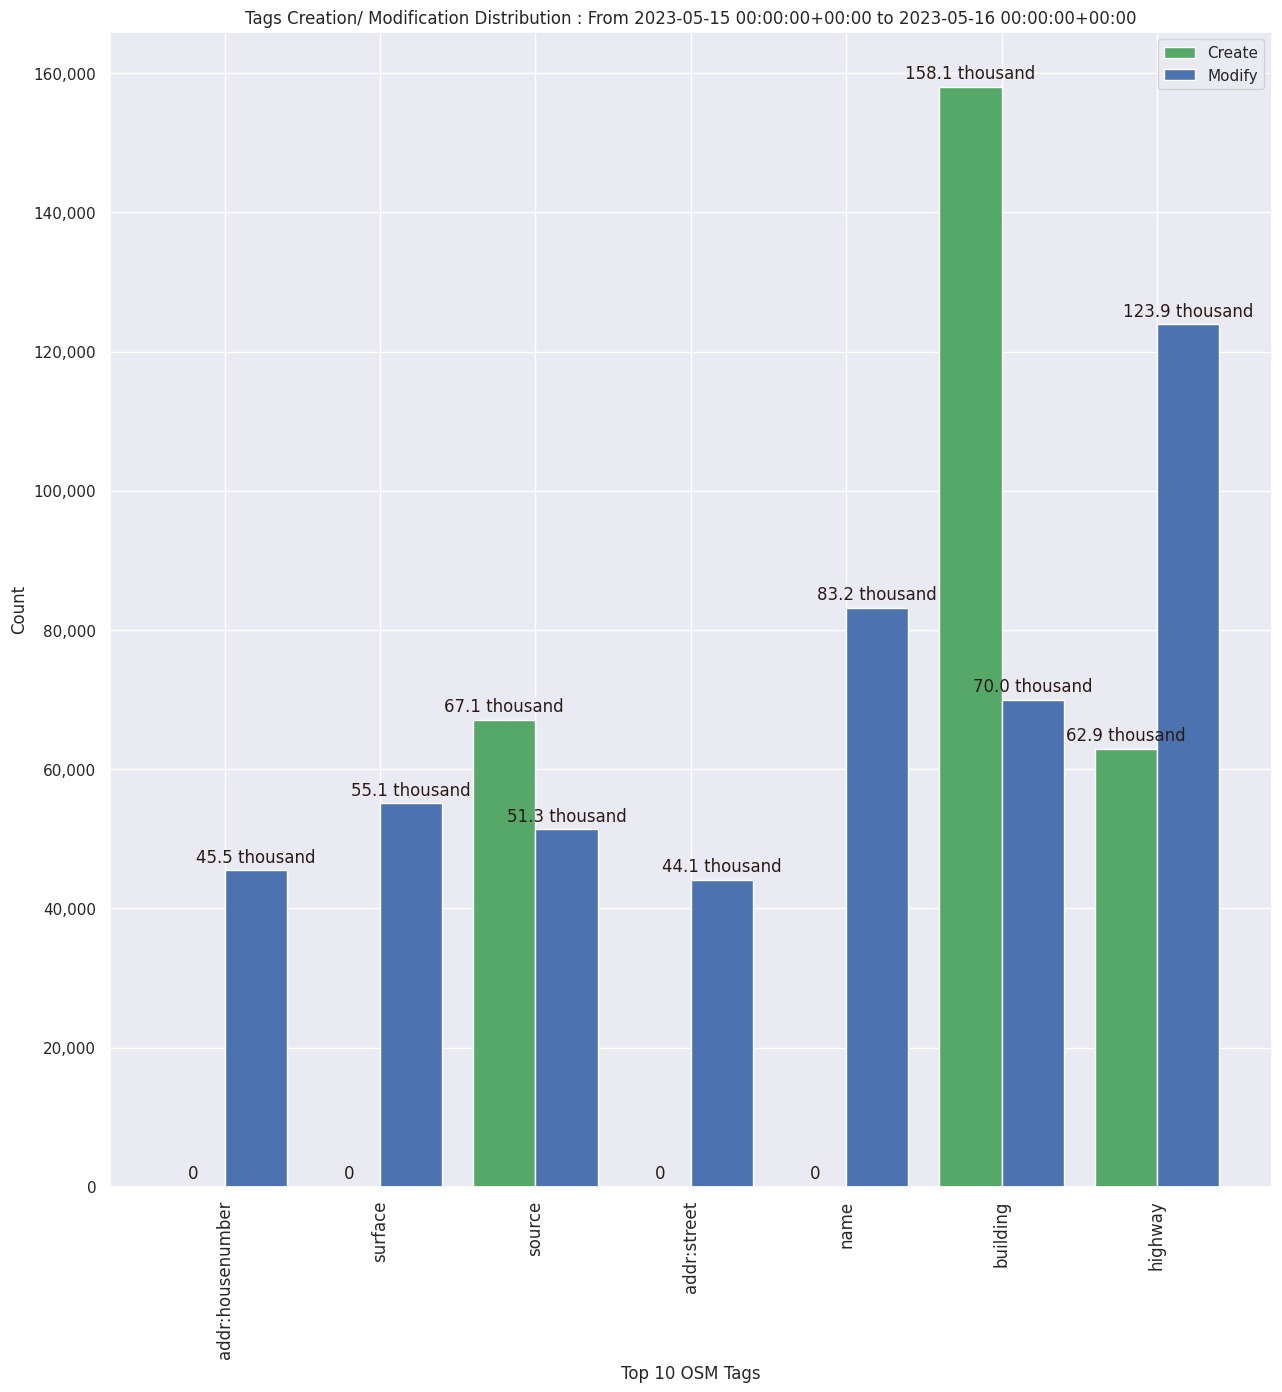 Tags Creation/ Modification Distribution : From 2023-05-15 00:00:00+00:00 to 2023-05-16 00:00:00+00:00
Create
Modify
160,000
140,000
120,000
100,000
80,000
60,000
40,000
20,000
0
Count
0
45.5 thousand
0
55.1 thousand
67.1 thousand
51.3 thousand
0
44.1 thousand
0
83.2 thousand
158.1 thousand
70.0 thousand
62.9 thousand
123.9 thousand
addr:housenumber
surface
source
addr:street
name
building
highway
Top 10 OSM Tags